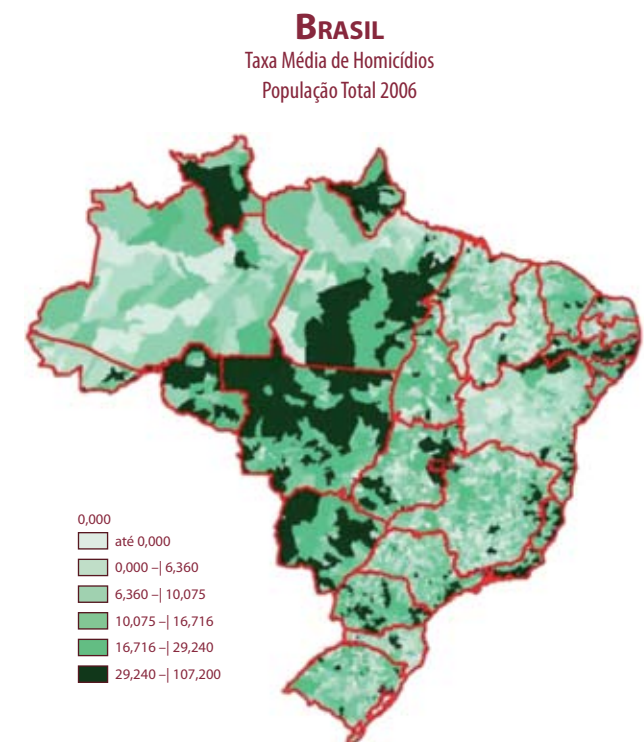 BRASIL
Taxa Média de Homicídios
População Total 2006
0,000
até 0,000
0,000 –| 6,360
6,360 –| 10,075
10,075 –| 16,716
16,716 –| 29,240
29,240 –| 107,200